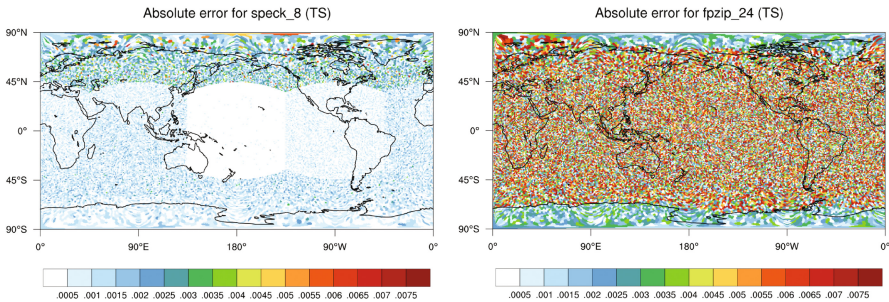 Absolute error for speck_8 (TS)
90°N
45°N
0°
45°S
90°S
0° 90°E 180° 90°W 0°
.0005 .001 .0015 .002 .0025 .003 .0035 .004 .0045 .005 .0055 .006 .0065 .007 .0075
Absolute error for fpzip_24 (TS)
90°N
45°N
0°
45°S
90°S
0° 90°E 180° 90°W 0°
.0005 .001 .0015 .002 .0025 .003 .0035 .004 .0045 .005 .0055 .006 .0065 .007 .0075